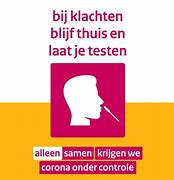 bij klachten
blijf thuis en
laat je testen
alleen samen krijgen we
corona onder controle